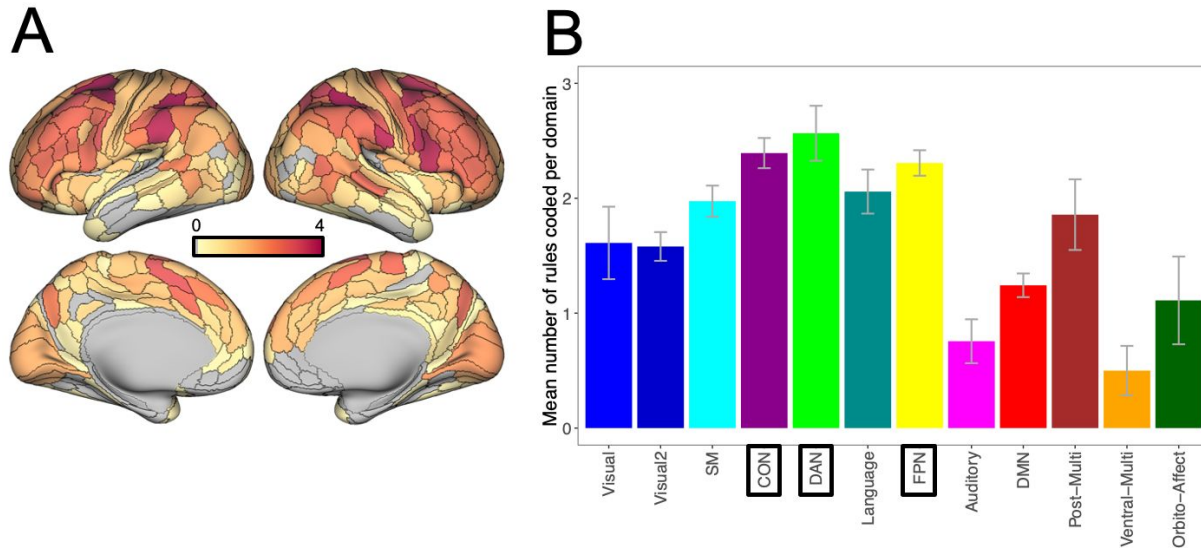 A
0
4
B
Mean number of rules coded per domain
3
2
1
0
Visual
Visual2
SM
CON
DAN
Language
FPN
Auditory
DMN
Post-Multi
Ventral-Multi
Orbito-Affect